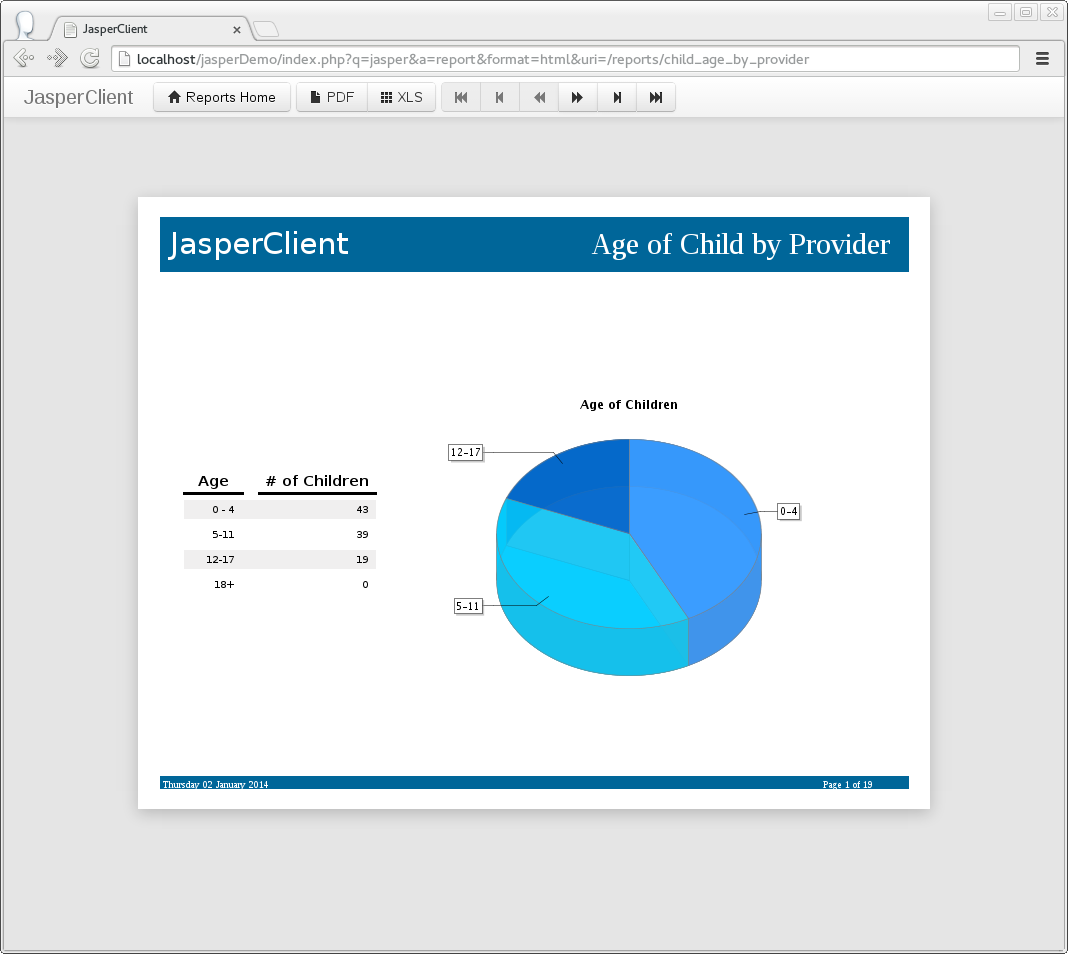 JasperClient
localhost/jasperDemo/index.php?q=jasper&a=report&format=html&uri=/reports/child_age_by_provider
JasperClient Reports Home PDF XLS
JasperClient Age of Child by Provider
Age of Children
12-17
0-4
5-11
Age # of Children
0 - 4 43
5-11 39
12-17 19
18+ 0
Thursday 02 January 2014 Page 1 of 19